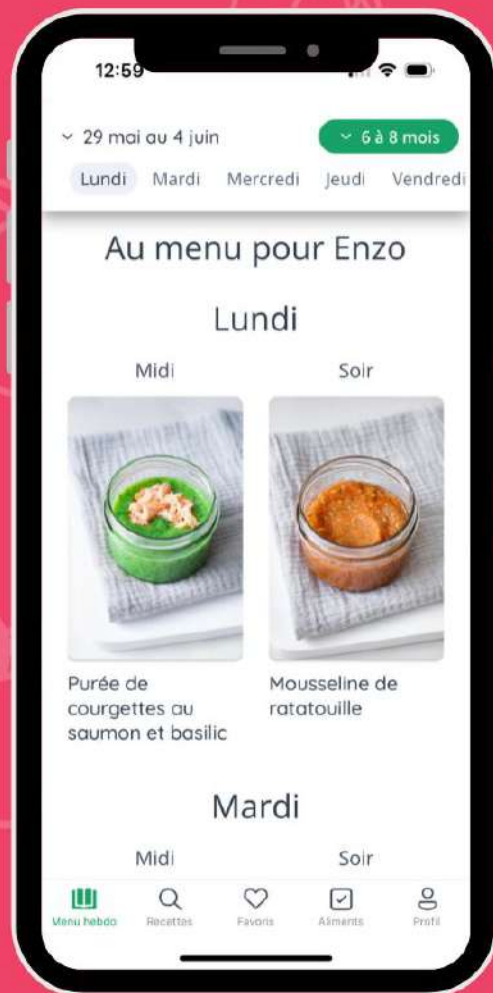 12:59
29 mai au 4 juin
6 à 8 mois
Lundi Mardi Mercredi Jeudi Vendredi
Au menu pour Enzo
Lundi
Midi Soir
Purée de
courgettes au
saumon et basilic
Mousseline de
ratatouille
Mardi
Midi Soir
Menu hebdo Recettes Favoris Aliments Profil